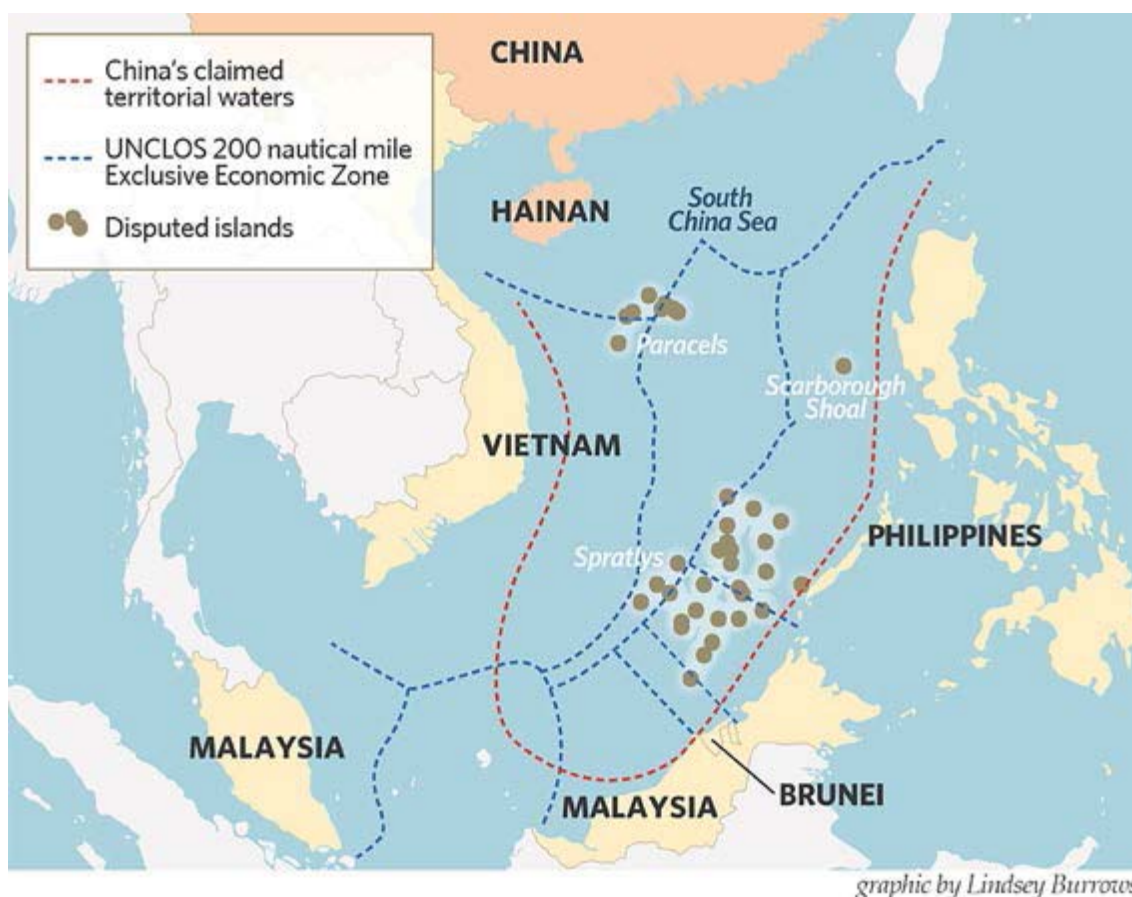 China's claimed
territorial waters
UNCLOS 200 nautical mile
Exclusive Economic Zone
Disputed islands
CHINA
HAINAN
South
China Sea
Paracels
Scarborough
Shoal
VIETNAM
PHILIPPINES
Spratlys
MALAYSIA
MALAYSIA
BRUNEI
graphic by Lindsey Burrows